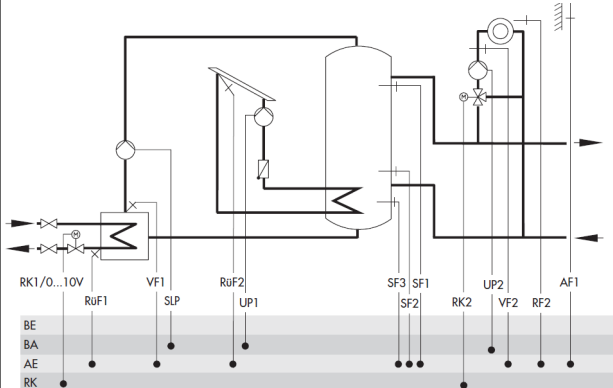 M
M
M
RK1/0...10V
VF1
RüF2
SF3
SF1
UP2
AF1
RüF1
SLP
UP1
SF2
RK2
VF2
RF2
BE
BA
AE
RK